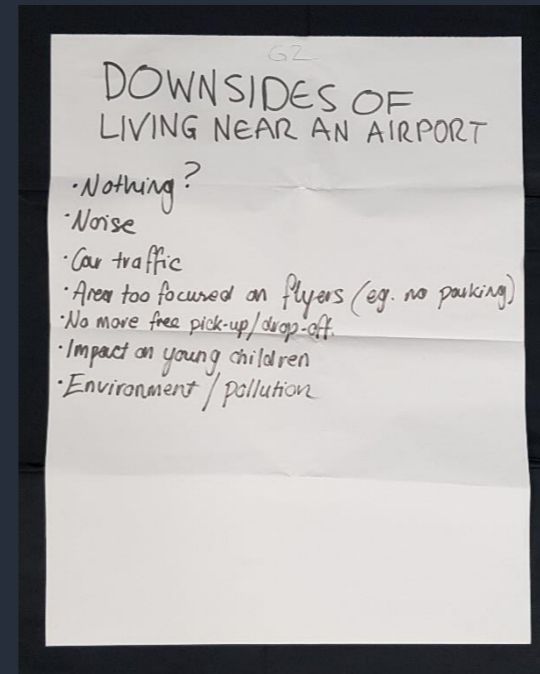 G2
DOWNSIDES OF
LIVING NEAR AN AIRPORT
·Nothing?
·Noise
·Car traffic
·Area too focused on flyers (eg. no parking)
·No more free pick-up/drop-off.
·Impact on young children
·Environment / pollution